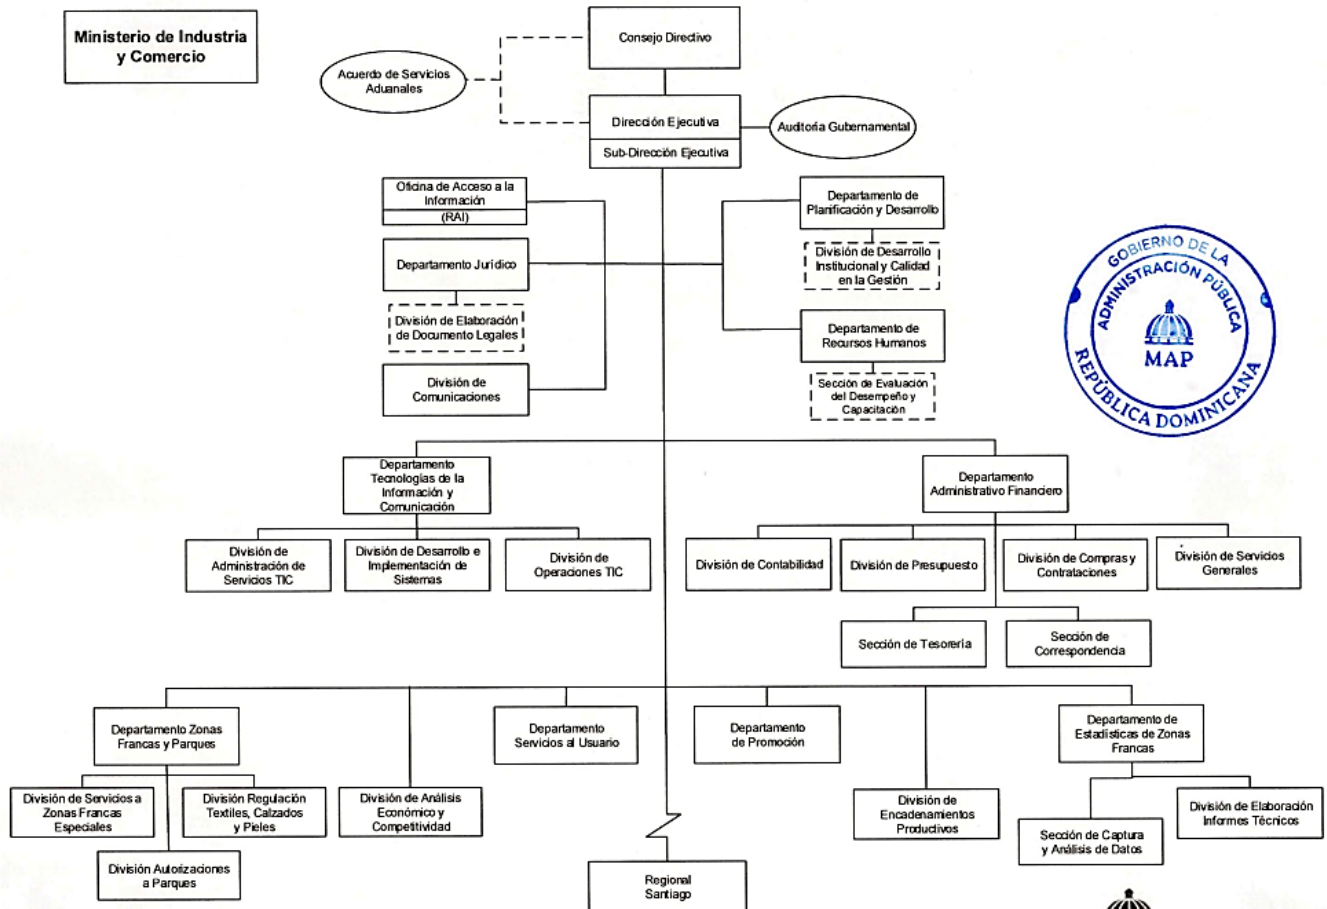 Ministerio de Industria
y Comercio
Consejo Directivo
Acuerdo de Servicios
Aduanales
Dirección Ejecutiva
Sub-Dirección Ejecutiva
Auditoría Gubernamental
Oficina de Acceso a la
Información
(RAI)
Departamento de
Planificación y Desarrollo
Departamento Jurídico
División de Desarrollo
Institucional y Calidad
en la Gestión
División de Elaboración
de Documento Legales
Departamento de
Recursos Humanos
División de
Comunicaciones
Sección de Evaluación
del Desempeño y
Capacitación
GOBIERNO DE LA
REPÚBLICA DOMINICANA
ADMINISTRACIÓN PÚBLICA
MAP
Departamento
Tecnologías de la
Información y
Comunicación
Departamento
Administrativo Financiero
División de
Administración de
Servicios TIC
División de Desarrollo e
Implementación de
Sistemas
División de
Operaciones TIC
División de Contabilidad
División de Presupuesto
División de Compras y
Contrataciones
División de Servicios
Generales
Sección de Tesorería
Sección de
Correspondencia
Departamento Zonas
Francas y Parques
Departamento
Servicios al Usuario
Departamento
de Promoción
Departamento de
Estadísticas de Zonas
Francas
División de Servicios a
Zonas Francas
Especiales
División Regulación
Textiles, Calzados
y Pieles
División de Análisis
Económico y
Competitividad
División de
Encadenamientos
Productivos
División de Elaboración
Informes Técnicos
Sección de Captura
y Análisis de Datos
División Autorizaciones
a Parques
Regional
Santiago